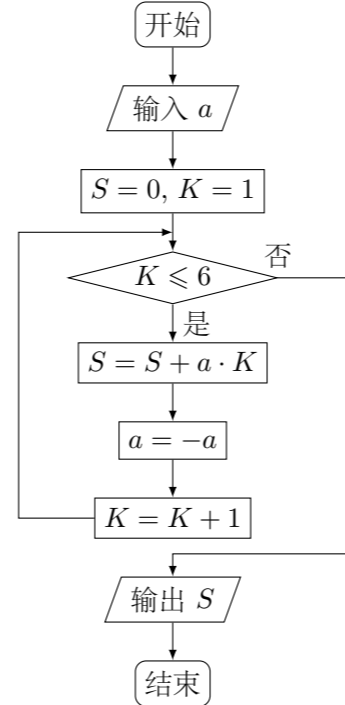 开始
输入 a
S = 0, K = 1
K ⩽ 6
否
是
S = S + a · K
a = −a
K = K + 1
输出 S
结束